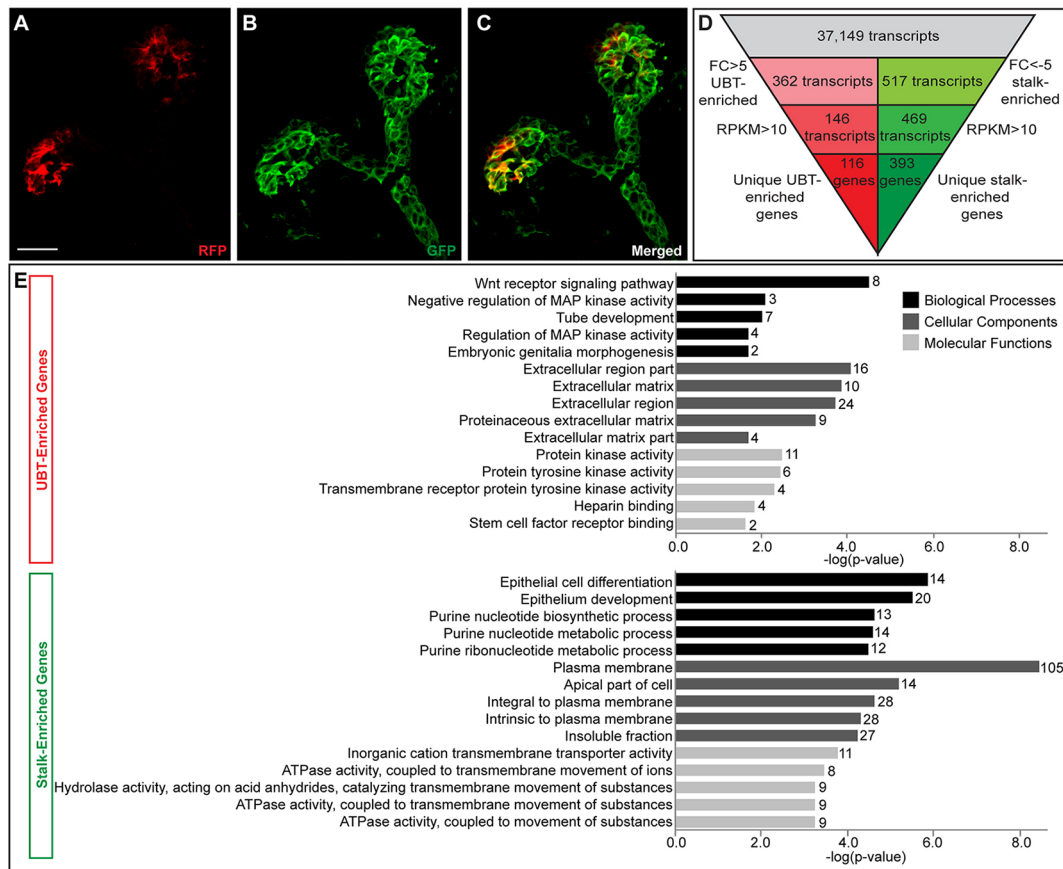 A
B
C
RFP
GFP
Merged
D
37,149 transcripts
FC>5
UBT-
enriched
362 transcripts
517 transcripts
FC<-5
stalk-
enriched
RPKM>10
146
transcripts
469
transcripts
RPKM>10
Unique UBT-
enriched
genes
116
genes
393
genes
Unique stalk-
enriched
genes
E
UBT-Enriched Genes
Wnt receptor signaling pathway 8
Negative regulation of MAP kinase activity 3
Tube development 7
Regulation of MAP kinase activity 4
Embryonic genitalia morphogenesis 2
Extracellular region part 16
Extracellular matrix 10
Extracellular region 24
Proteinaceous extracellular matrix 9
Extracellular matrix part 4
Protein kinase activity 11
Protein tyrosine kinase activity 6
Transmembrane receptor protein tyrosine kinase activity 4
Heparin binding 4
Stem cell factor receptor binding 2
0.0 2.0 4.0 6.0 8.0
-log(p-value)
Biological Processes
Cellular Components
Molecular Functions
Stalk-Enriched Genes
Epithelial cell differentiation 14
Epithelium development 20
Purine nucleotide biosynthetic process 13
Purine nucleotide metabolic process 14
Purine ribonucleotide metabolic process 12
Plasma membrane 105
Apical part of cell 14
Integral to plasma membrane 28
Intrinsic to plasma membrane 28
Insoluble fraction 27
Inorganic cation transmembrane transporter activity 11
ATPase activity, coupled to transmembrane movement of ions 8
Hydrolase activity, acting on acid anhydrides, catalyzing transmembrane movement of substances 9
ATPase activity, coupled to transmembrane movement of substances 9
ATPase activity, coupled to movement of substances 9
0.0 2.0 4.0 6.0 8.0
-log(p-value)